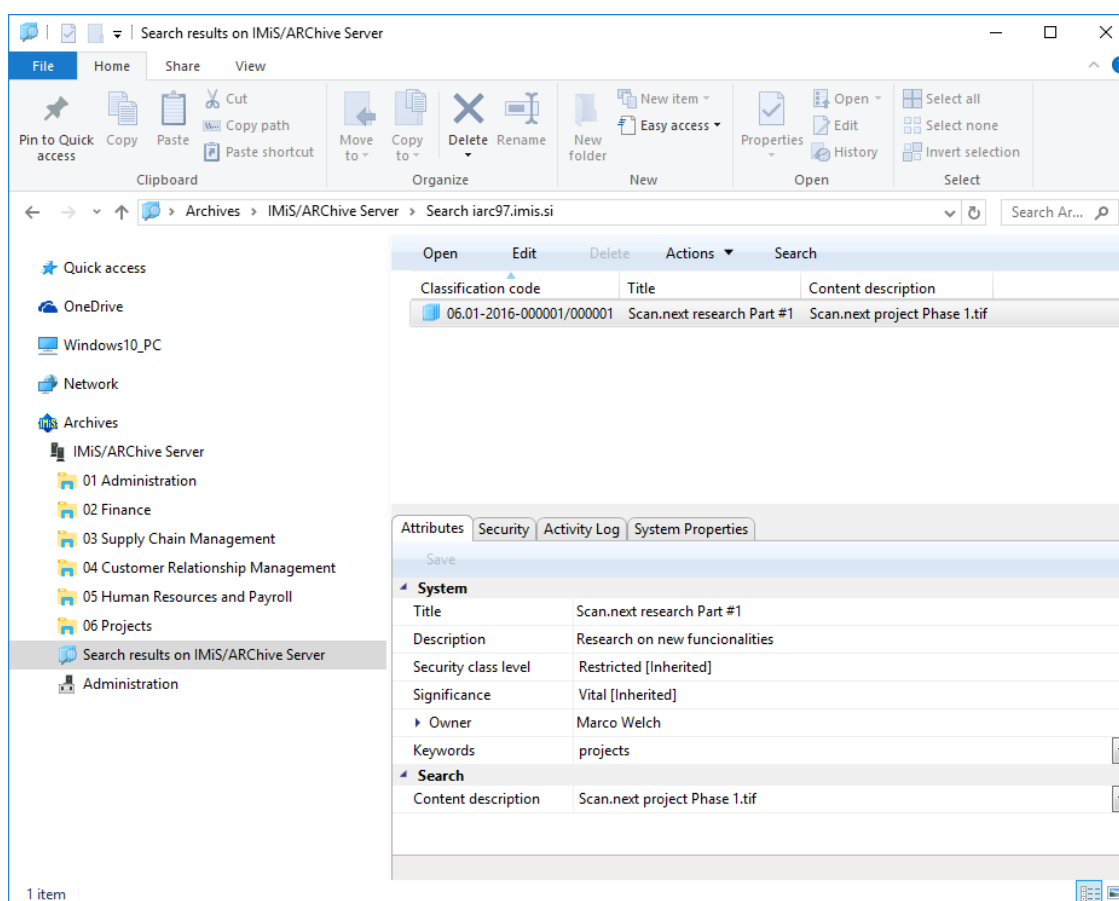 Search results on IMiS/ARChive Server
File Home Share View
Pin to Quick access
Copy
Paste
Cut
Copy path
Paste shortcut
Move to
Copy to
Delete
Rename
New folder
New item
Easy access
Properties
Open
Edit
History
Select all
Select none
Invert selection
Clipboard Organize New Open Select
Archives > IMiS/ARChive Server > Search iarc97.imis.si
Search Ar...
Quick access
OneDrive
Windows10_PC
Network
Archives
IMiS/ARChive Server
01 Administration
02 Finance
03 Supply Chain Management
04 Customer Relationship Management
05 Human Resources and Payroll
06 Projects
Search results on IMiS/ARChive Server
Administration
Open Edit Delete Actions Search
Classification code Title Content description
06.01-2016-000001/000001 Scan.next research Part #1 Scan.next project Phase 1.tif
Attributes Security Activity Log System Properties
Save
System
Title Scan.next research Part #1
Description Research on new funcionalities
Security class level Restricted [Inherited]
Significance Vital [Inherited]
Owner Marco Welch
Keywords projects
Search
Content description Scan.next project Phase 1.tif
1 item